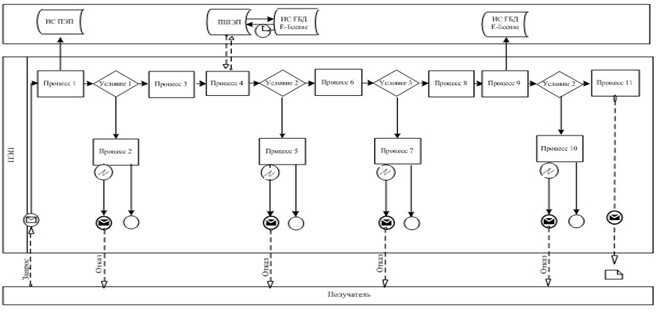 ИС ПЭП
ПШЭП
ИС ГБД
E-license
ИС ГБД
E-license
Процесс 1
Условие 1
Процесс 3
Процесс 4
Условие 2
Процесс 6
Условие 3
Процесс 8
Процесс 9
Условие 2
Процесс 11
ПЭП
Процесс 2
Процесс 5
Процесс 7
Процесс 10
Запрос
Отказ
Отказ
Отказ
Отказ
Получатель